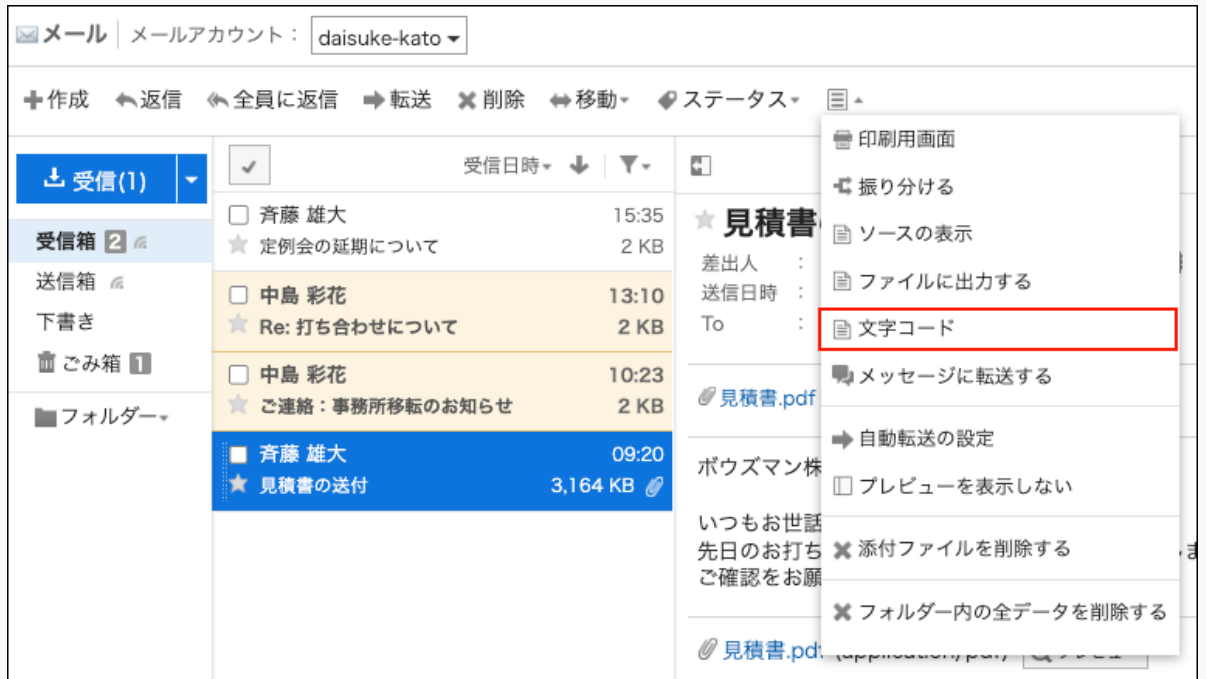 メール メールアカウント：  daisuke-kato
作成 返信 全員に返信 転送 削除 移動 ステータス
受信(1)
受信箱 2
送信箱
下書き
ごみ箱 1
フォルダー
受信日時
斉藤 雄大 15:35
定例会の延期について 2 KB
中島 彩花 13:10
Re: 打ち合わせについて 2 KB
中島 彩花 10:23
ご連絡：事務所移転のお知らせ 2 KB
斉藤 雄大 09:20
見積書の送付 3,164 KB
見積書
差出人 :
送信日時 :
To :
見積書.pdf
ボウズマン株
いつもお世話
先日のお打ち
ご確認をお願
見積書.pd
印刷用画面
振り分ける
ソースの表示
ファイルに出力する
文字コード
メッセージに転送する
自動転送の設定
プレビューを表示しない
添付ファイルを削除する
フォルダー内の全データを削除する